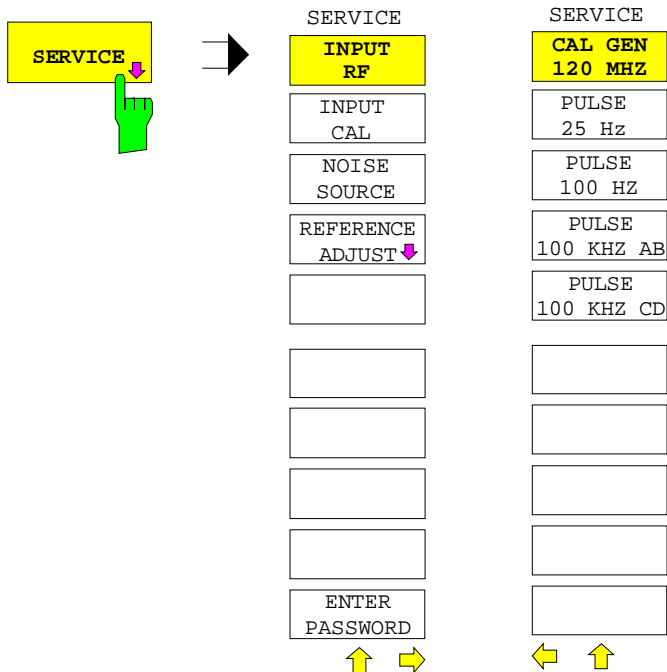 SERVICE
SERVICE
INPUT
RF
INPUT
CAL
NOISE
SOURCE
REFERENCE
ADJUST
ENTER
PASSWORD
SERVICE
CAL GEN
120 MHZ
PULSE
25 Hz
PULSE
100 HZ
PULSE
100 KHZ AB
PULSE
100 KHZ CD